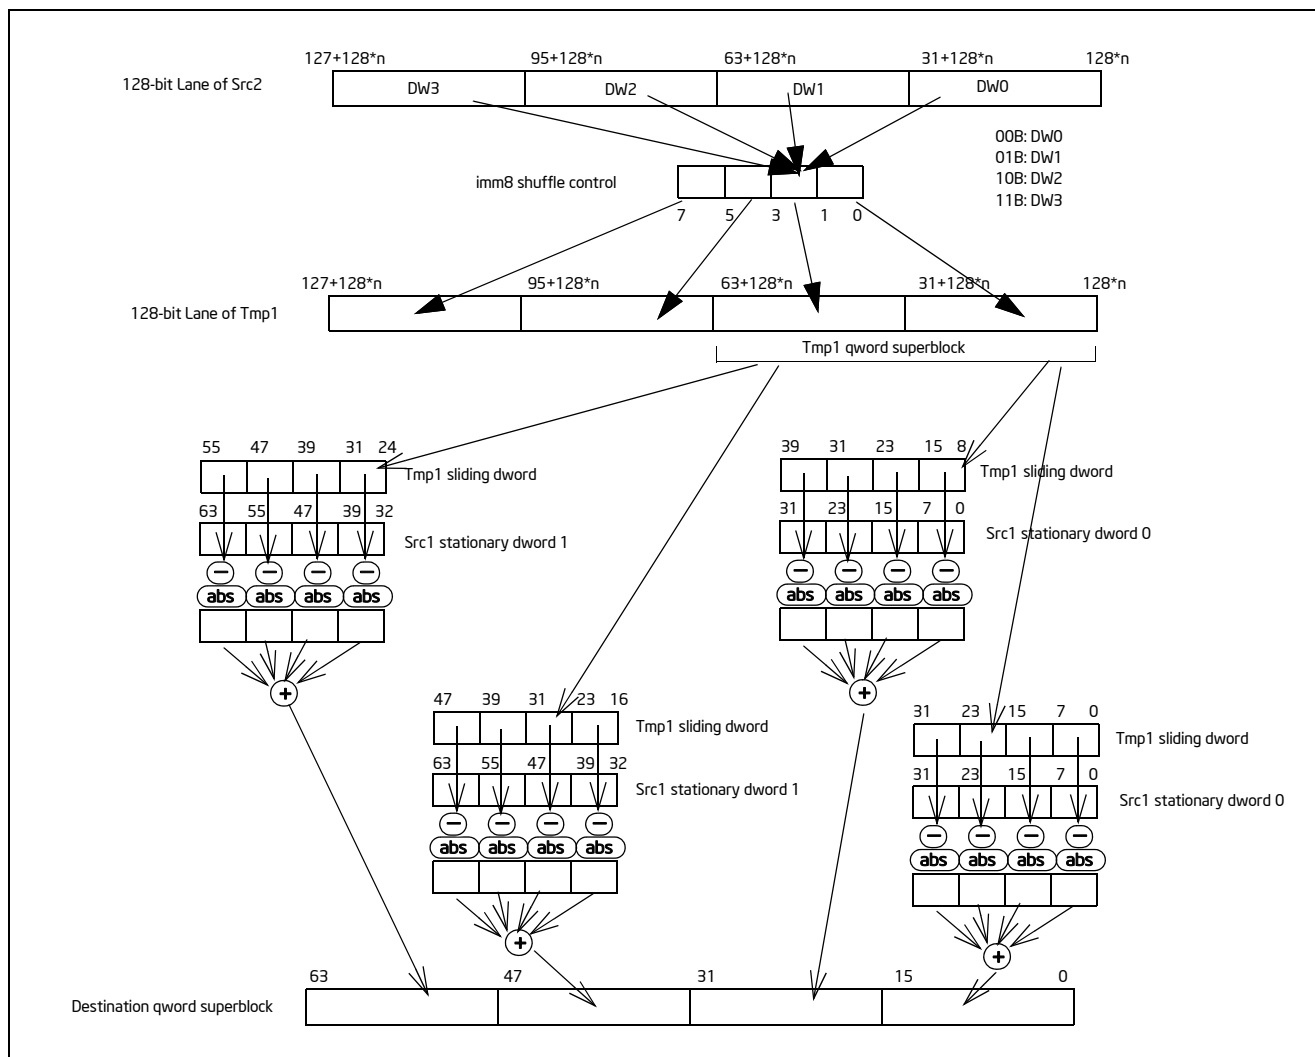 127+128*n 95+128*n 63+128*n 31+128*n 128*n
128-bit Lane of Src2 DW3 DW2 DW1 DW0
00B: DW0
01B: DW1
10B: DW2
11B: DW3
imm8 shuffle control
7 5 3 1 0
127+128*n 95+128*n 63+128*n 31+128*n 128*n
128-bit Lane of Tmp1
Tmp1 qword superblock
55 47 39 31 24
Tmp1 sliding dword
63 55 47 39 32
Src1 stationary dword 1
− − − −
abs abs abs abs
+
39 31 23 15 8
Tmp1 sliding dword
31 23 15 7 0
Src1 stationary dword 0
− − − −
abs abs abs abs
+
47 39 31 23 16
Tmp1 sliding dword
63 55 47 39 32
Src1 stationary dword 1
− − − −
abs abs abs abs
+
31 23 15 7 0
Tmp1 sliding dword
31 23 15 7 0
Src1 stationary dword 0
− − − −
abs abs abs abs
+
63 47 31 15 0
Destination qword superblock